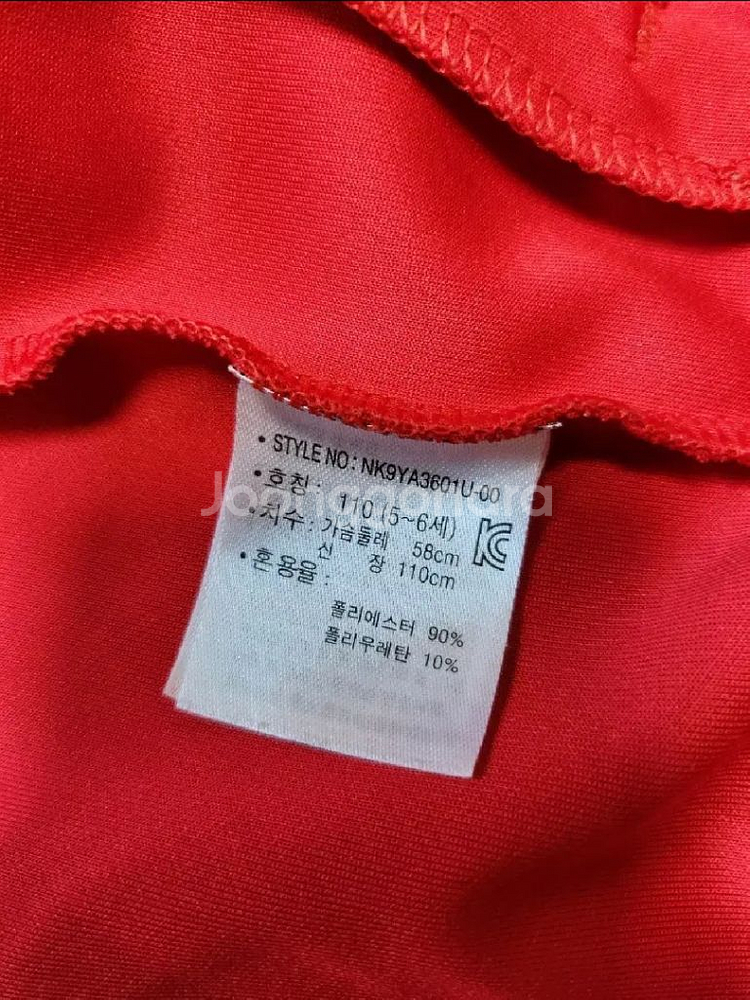 • STYLE NO : NK9YA3601U-00
• 호칭 : 110 (5~6세)
• 치수 : 가슴둘레 58cm
신 장 110cm
• 혼용율 :
폴리에스터 90%
폴리우레탄 10%
Joonggonara